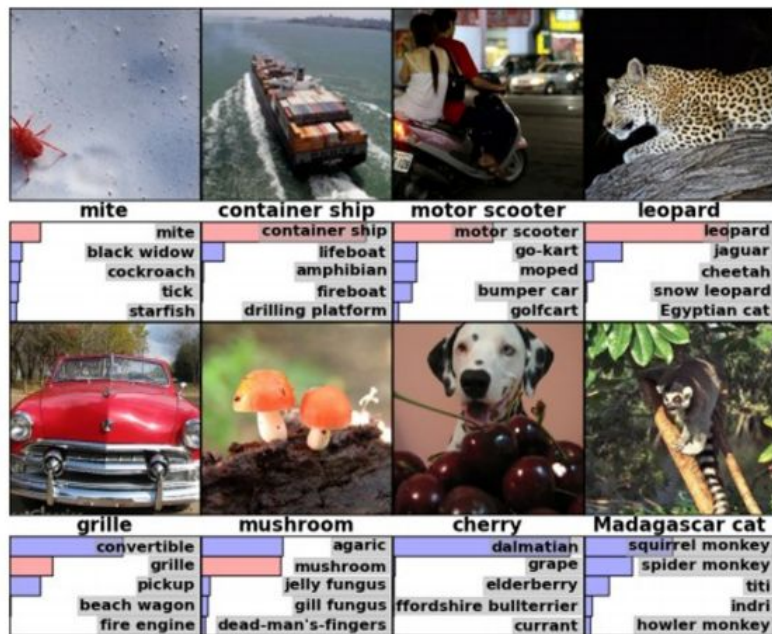 mite container ship motor scooter leopard
mite container ship motor scooter leopard
black widow lifeboat go-kart jaguar
cockroach amphibian moped cheetah
tick fireboat bumper car snow leopard
starfish drilling platform golfcart Egyptian cat
grille mushroom cherry Madagascar cat
convertible agaric dalmatian squirrel monkey
grille mushroom grape spider monkey
pickup jelly fungus elderberry titi
beach wagon gill fungus ffordshire bullterrier indri
fire engine dead-man's-fingers currant howler monkey